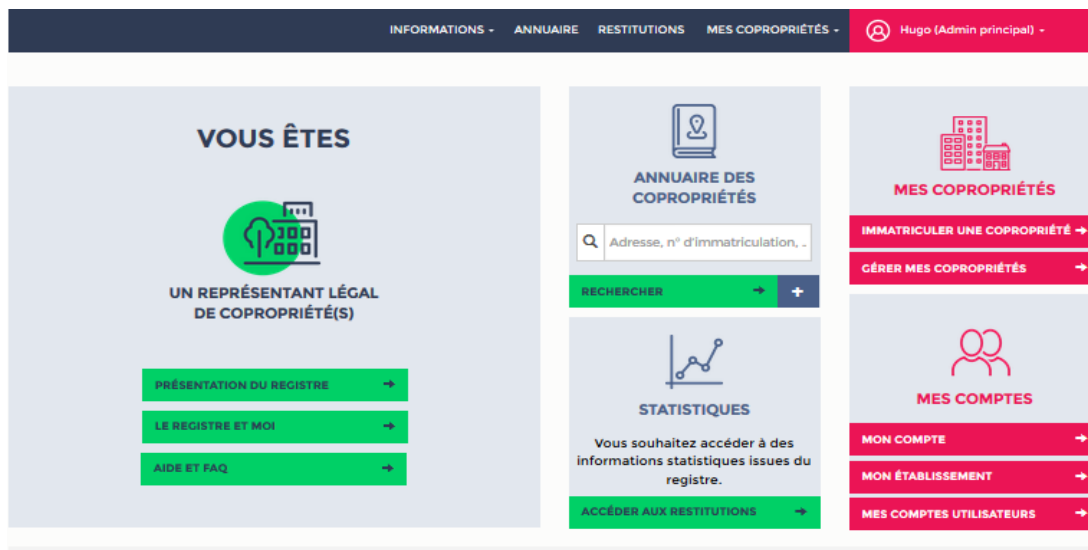 INFORMATIONS ANNUAIRE RESTITUTIONS MES COPROPRIÉTÉS Hugo (Admin principal)
VOUS ÊTES
UN REPRÉSENTANT LÉGAL
DE COPROPRIÉTÉ(S)
PRÉSENTATION DU REGISTRE
LE REGISTRE ET MOI
AIDE ET FAQ
ANNUAIRE DES
COPROPRIÉTÉS
Adresse, n° d'immatriculation, ..
RECHERCHER +
STATISTIQUES
Vous souhaitez accéder à des
informations statistiques issues du
registre.
ACCÉDER AUX RESTITUTIONS
MES COPROPRIÉTÉS
IMMATRICULER UNE COPROPRIÉTÉ
GÉRER MES COPROPRIÉTÉS
MES COMPTES
MON COMPTE
MON ÉTABLISSEMENT
MES COMPTES UTILISATEURS